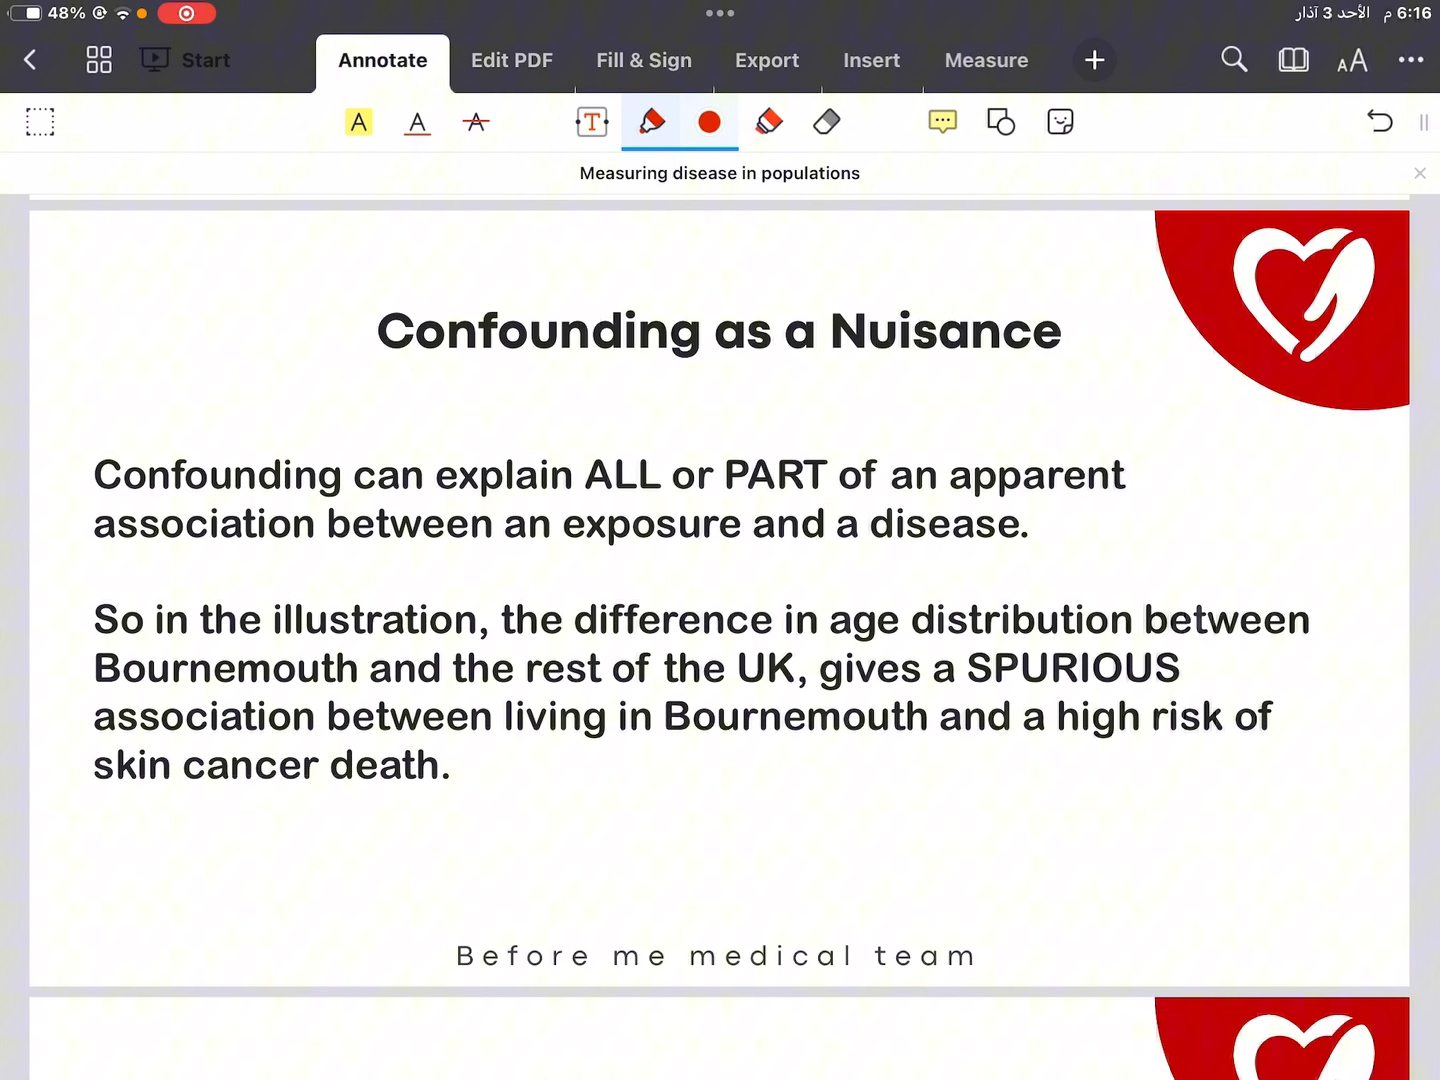 48%
6:16 م الأحد 3 آذار
Start
Annotate
Edit PDF
Fill & Sign
Export
Insert
Measure
A A A T
AA
Measuring disease in populations
Confounding as a Nuisance
Confounding can explain ALL or PART of an apparent
association between an exposure and a disease.
So in the illustration, the difference in age distribution between
Bournemouth and the rest of the UK, gives a SPURIOUS
association between living in Bournemouth and a high risk of
skin cancer death.
Before me medical team